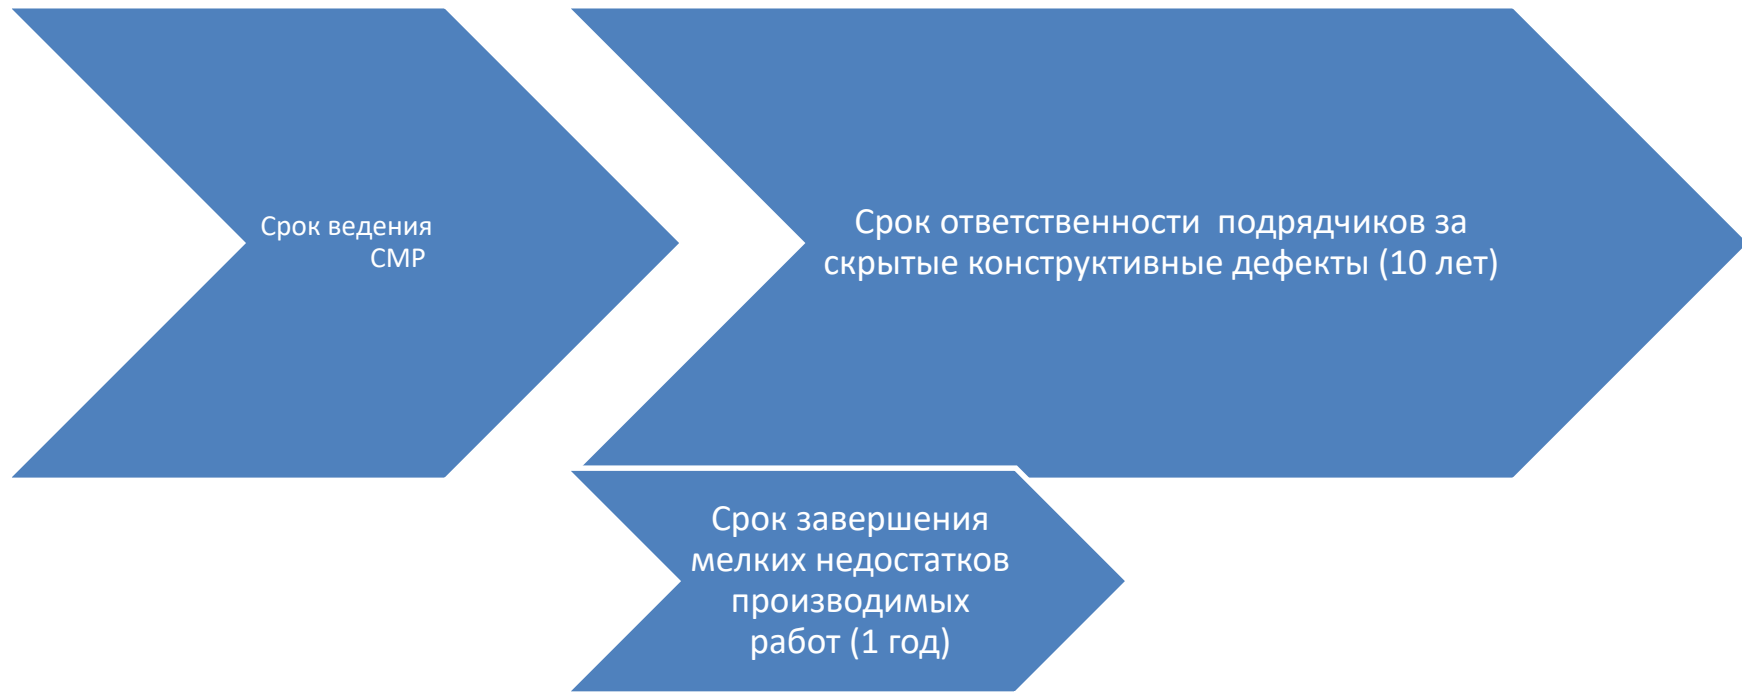 Срок ведения
СМР
Срок ответственности подрядчиков за
скрытые конструктивные дефекты (10 лет)
Срок завершения
мелких недостатков
производимых
работ (1 год)